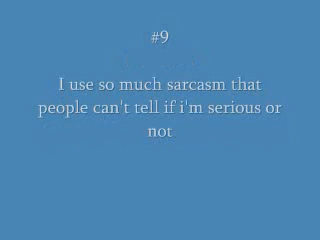 #9
I use so much sarcasm that
people can't tell if i'm serious or
not